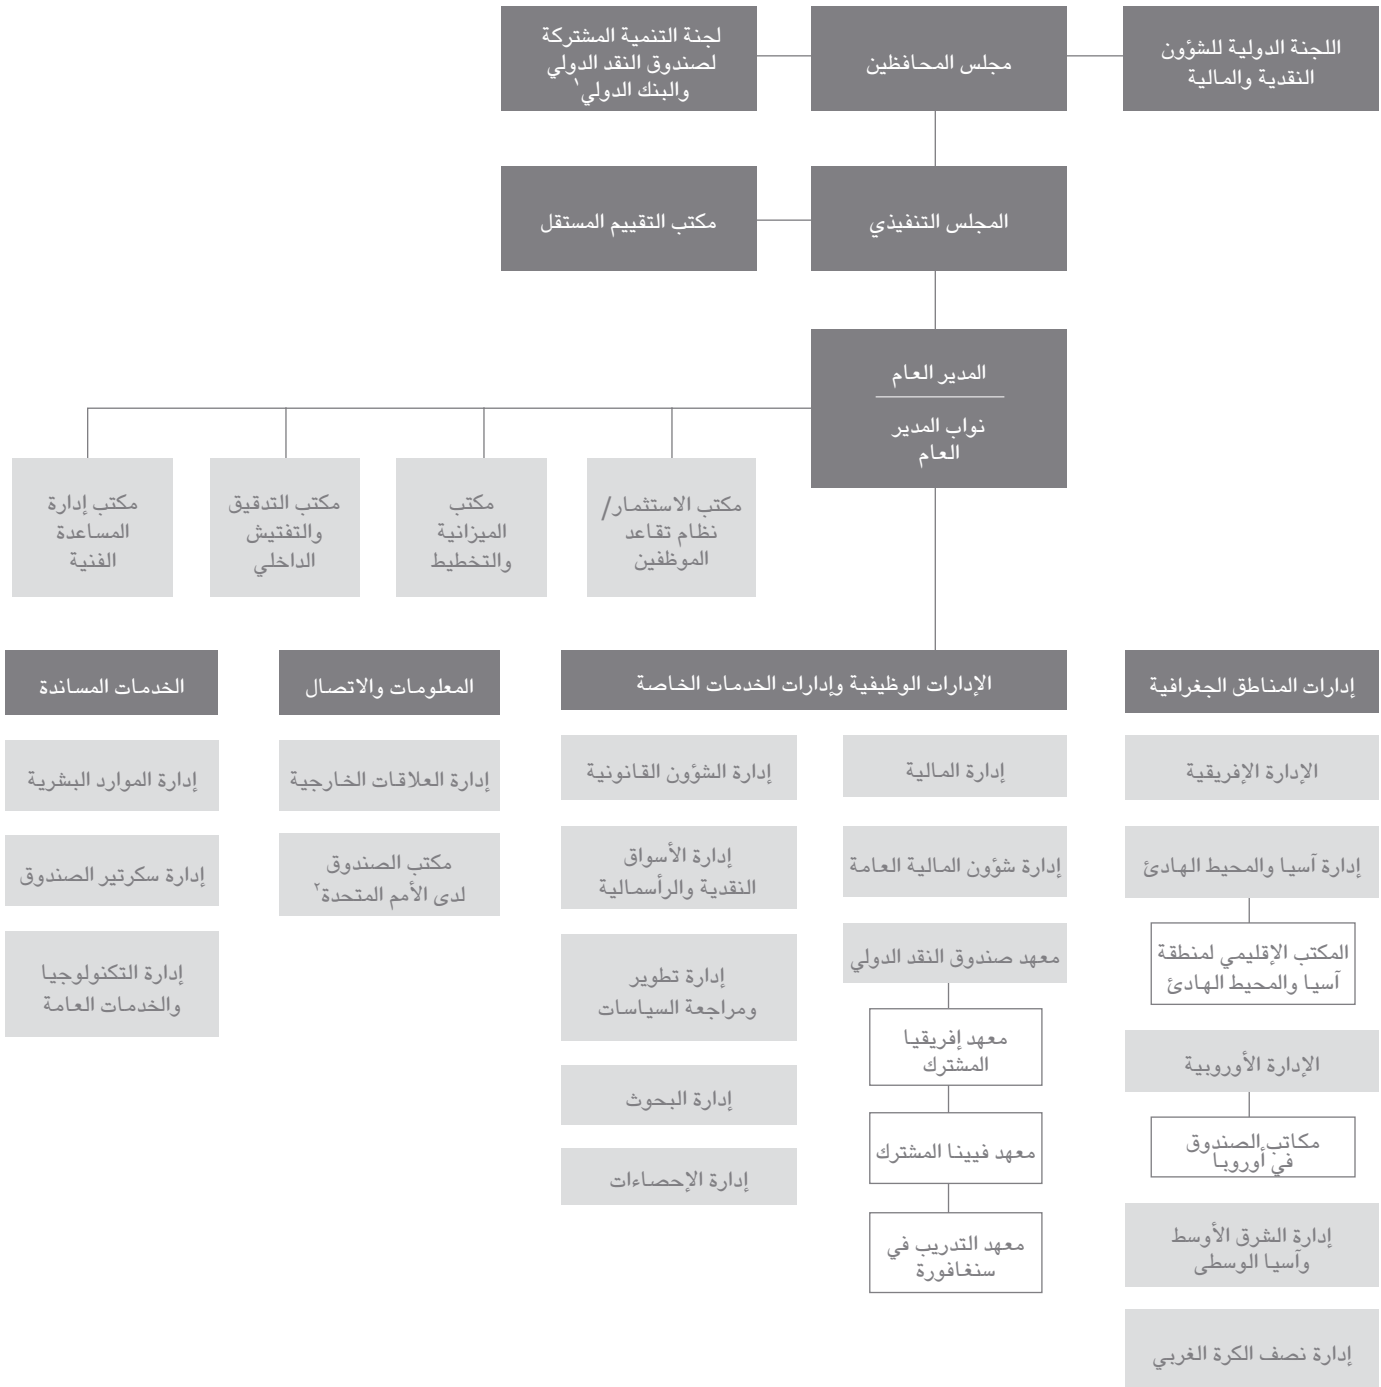 اللجنة الدولية للشؤون
النقدية والمالية
مجلس المحافظين
لجنة التنمية المشتركة
لصندوق النقد الدولي
والبنك الدولي١
المجلس التنفيذي
مكتب التقييم المستقل
المدير العام
نواب المدير
العام
مكتب الاستثمار/
نظام تقاعد
الموظفين
مكتب
الميزانية
والتخطيط
مكتب التدقيق
والتفتيش
الداخلي
مكتب إدارة
المساعدة
الفنية
إدارات المناطق الجغرافية
الإدارة الإفريقية
إدارة آسيا والمحيط الهادئ
المكتب الإقليمي لمنطقة
آسيا والمحيط الهادئ
الإدارة الأوروبية
مكاتب الصندوق
في أوروبا
إدارة الشرق الأوسط
وآسيا الوسطى
إدارة نصف الكرة الغربي
الإدارات الوظيفية وإدارات الخدمات الخاصة
إدارة المالية
إدارة شؤون المالية العامة
معهد صندوق النقد الدولي
معهد إفريقيا
المشترك
معهد فيينا المشترك
معهد التدريب في
سنغافورة
إدارة الشؤون القانونية
إدارة الأسواق
النقدية والرأسمالية
إدارة تطوير
ومراجعة السياسات
إدارة البحوث
إدارة الإحصاءات
المعلومات والاتصال
إدارة العلاقات الخارجية
مكتب الصندوق
لدى الأمم المتحدة٢
الخدمات المساندة
إدارة الموارد البشرية
إدارة سكرتير الصندوق
إدارة التكنولوجيا
والخدمات العامة